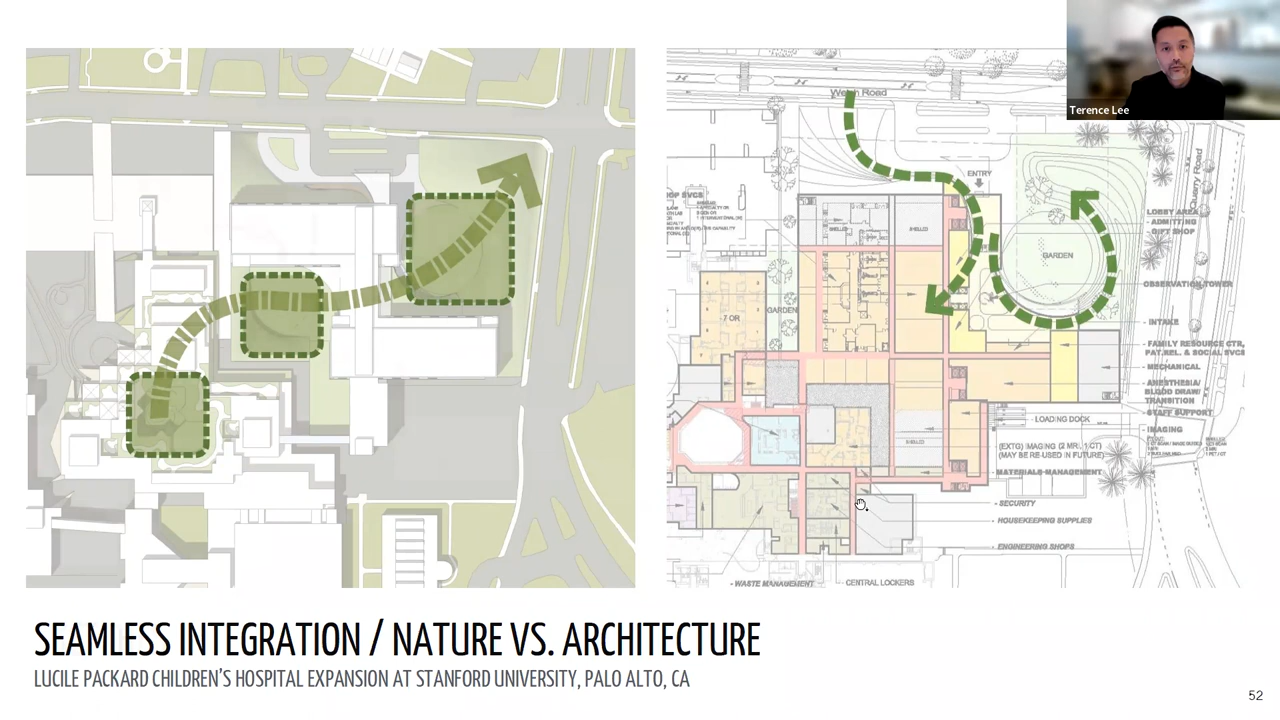 Terence Lee
Welsh Road
ENTRY
Quarry Road
LOBBY AREA
- ADMITTING
- GIFT SHOP
GARDEN
OBSERVATION TOWER
SHELLED
SHELLED
GARDEN
7 OR
- INTAKE
- FAMILY RESOURCE CTR,
PAT.REL. & SOCIAL SVCS
- MECHANICAL
- ANESTHESIA/
BLOOD DRAW/
TRANSITION
- STAFF SUPPORT
- LOADING DOCK
- IMAGING
SHELLED
(EXTG) IMAGING (2 MRI, 1 CT)
(MAY BE RE-USED IN FUTURE)
- MATERIALS MANAGEMENT
- SECURITY
- HOUSEKEEPING SUPPLIES
- ENGINEERING SHOPS
- WASTE MANAGEMENT
- CENTRAL LOCKERS
SEAMLESS INTEGRATION / NATURE VS. ARCHITECTURE
LUCILE PACKARD CHILDREN'S HOSPITAL EXPANSION AT STANFORD UNIVERSITY, PALO ALTO, CA
52